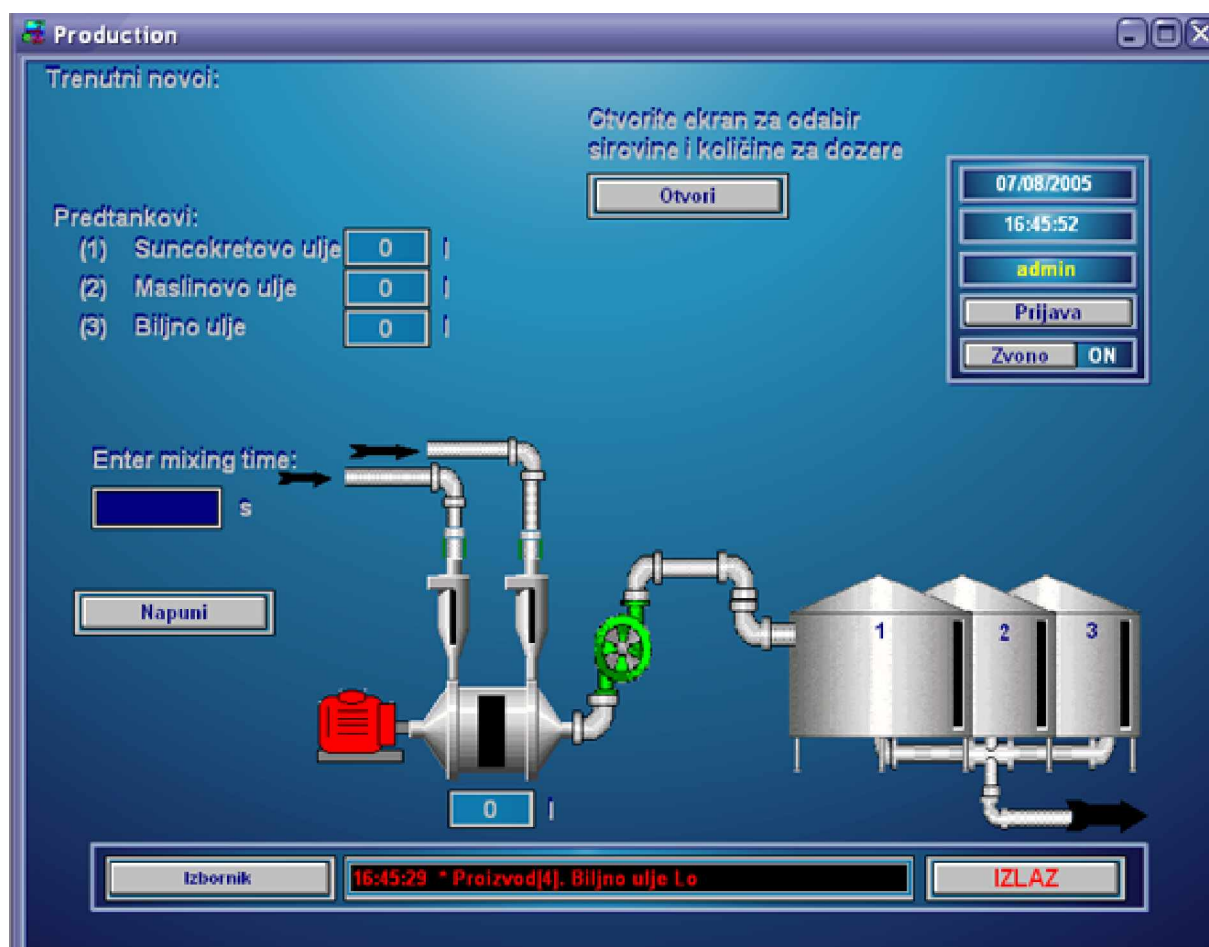 Production
Trenutni novoi:
Otvorite ekran za odabir
sirovine i količine za dozere
Otvori
07/08/2005
16:45:52
admin
Prijava
Zvono ON
Predtankovi:
(1) Suncokretovo ulje 0 l
(2) Maslinovo ulje 0 l
(3) Biljno ulje 0 l
Enter mixing time:
s
Napuni
1 2 3
0 l
Izbornik
16:45:29 * Proizvod[4]. Biljno ulje Lo
IZLAZ